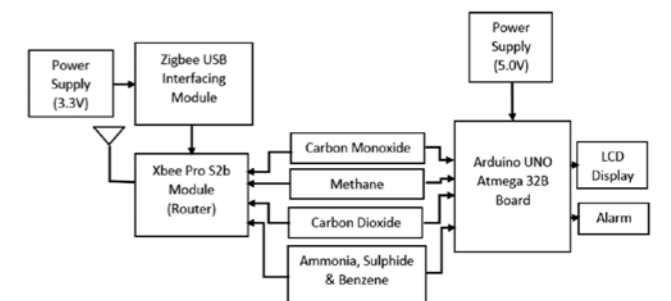 Power
Supply
(3.3V)
Zigbee USB
Interfacing
Module
Power
Supply
(5.0V)
Xbee Pro S2b
Module
(Router)
Carbon Monoxide
Methane
Carbon Dioxide
Ammonia, Sulphide
& Benzene
Arduino UNO
Atmega 32B
Board
LCD
Display
Alarm